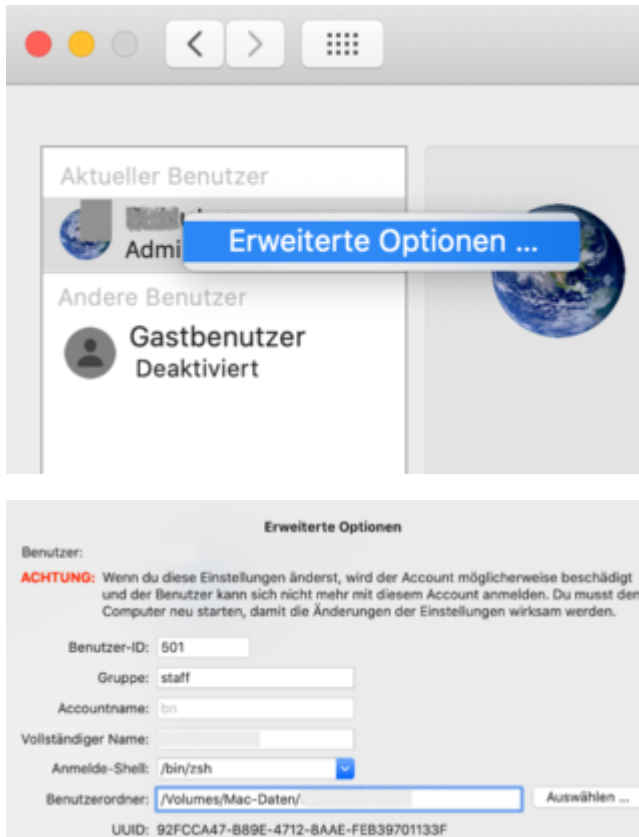 Aktueller Benutzer
Admi
Erweiterte Optionen ...
Andere Benutzer
Gastbenutzer
Deaktiviert
Erweiterte Optionen
Benutzer:
ACHTUNG: Wenn du diese Einstellungen änderst, wird der Account möglicherweise beschädigt
und der Benutzer kann sich nicht mehr mit diesem Account anmelden. Du musst den
Computer neu starten, damit die Änderungen der Einstellungen wirksam werden.
Benutzer-ID: 501
Gruppe: staff
Accountname: bn
Vollständiger Name:
Anmelde-Shell: /bin/zsh
Benutzerordner: /Volumes/Mac-Daten/ Auswählen ...
UUID: 92FCCA47-B89E-4712-8AAE-FEB39701133F